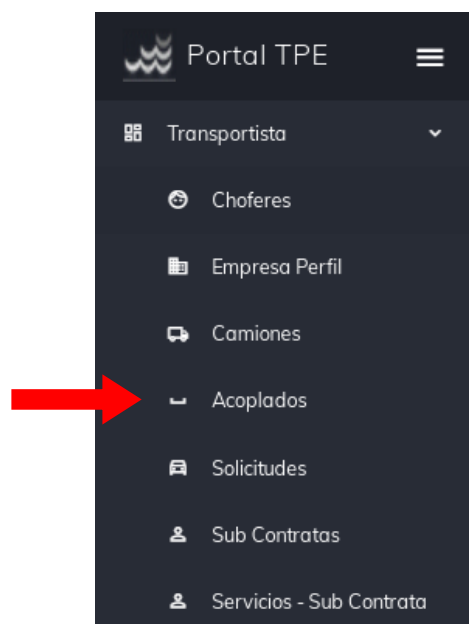 Portal TPE
Transportista
Choferes
Empresa Perfil
Camiones
Acoplados
Solicitudes
Sub Contratas
Servicios - Sub Contrata